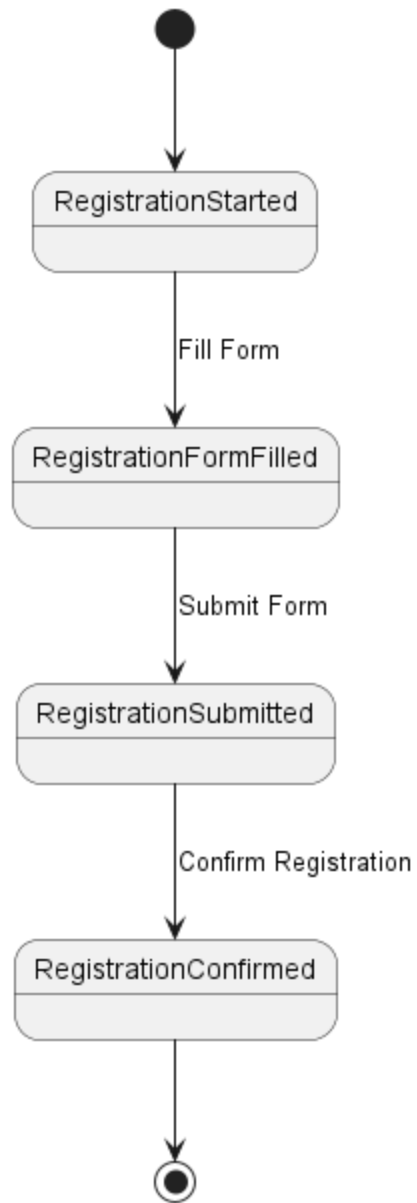 RegistrationStarted
Fill Form
RegistrationFormFilled
Submit Form
RegistrationSubmitted
Confirm Registration
RegistrationConfirmed